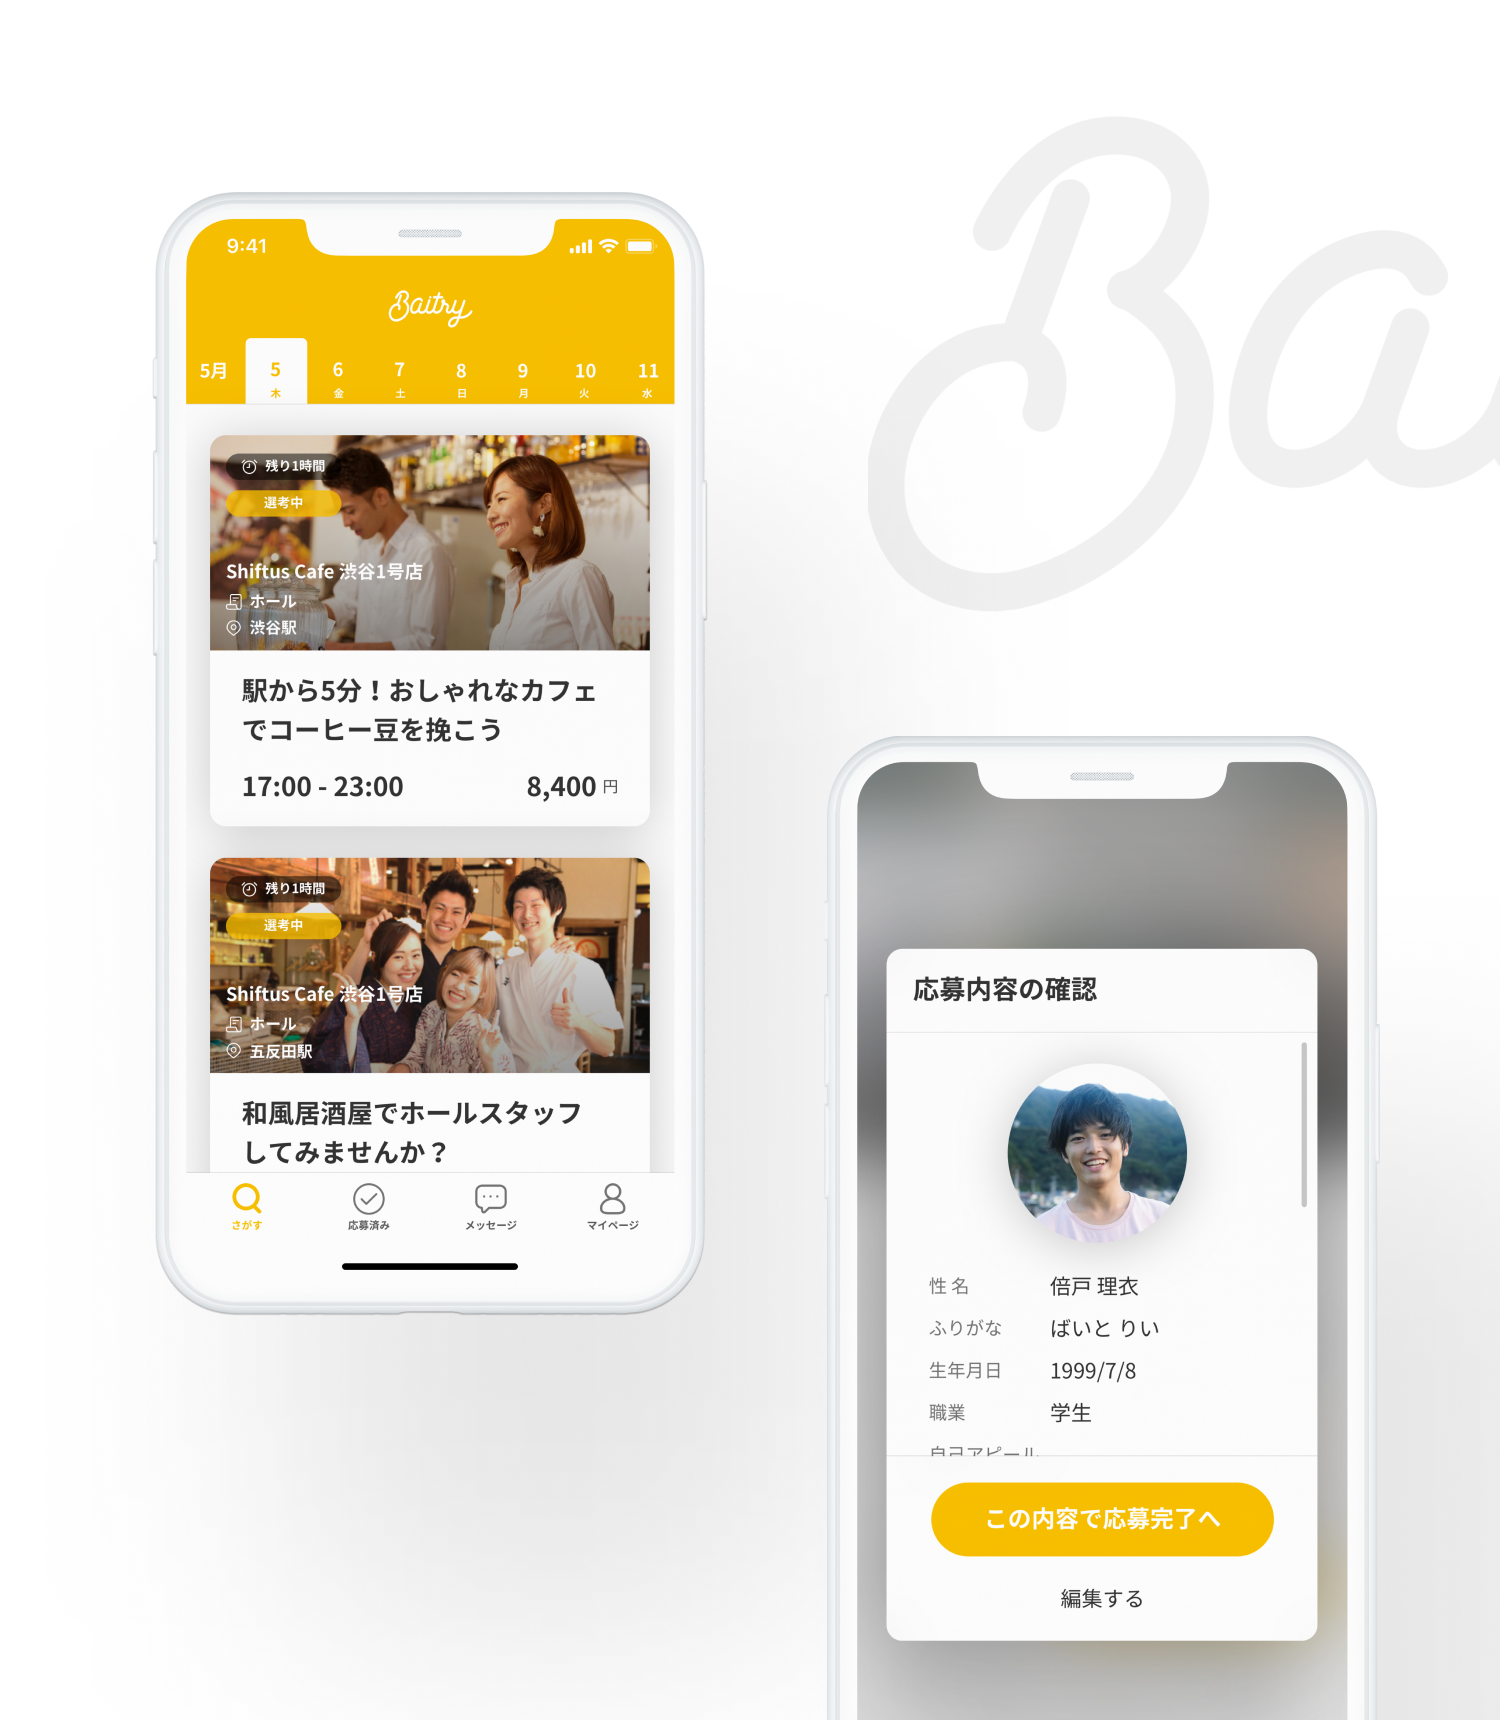 9:41
Baitry
5月 5 6 7 8 9 10 11
木 金 土 日 月 火 水
残り1時間
選考中
Shiftus Cafe 渋谷1号店
ホール
渋谷駅
駅から5分！おしゃれなカフェ
でコーヒー豆を挽こう
17:00 - 23:00 8,400 円
残り1時間
選考中
Shiftus Cafe 渋谷1号店
ホール
五反田駅
和風居酒屋でホールスタッフ
してみませんか？
さがす 応募済み メッセージ マイページ
Ba
応募内容の確認
性 名 倍戸 理衣
ふりがな ばいと りい
生年月日 1999/7/8
職業 学生
自己アピール
この内容で応募完了へ
編集する